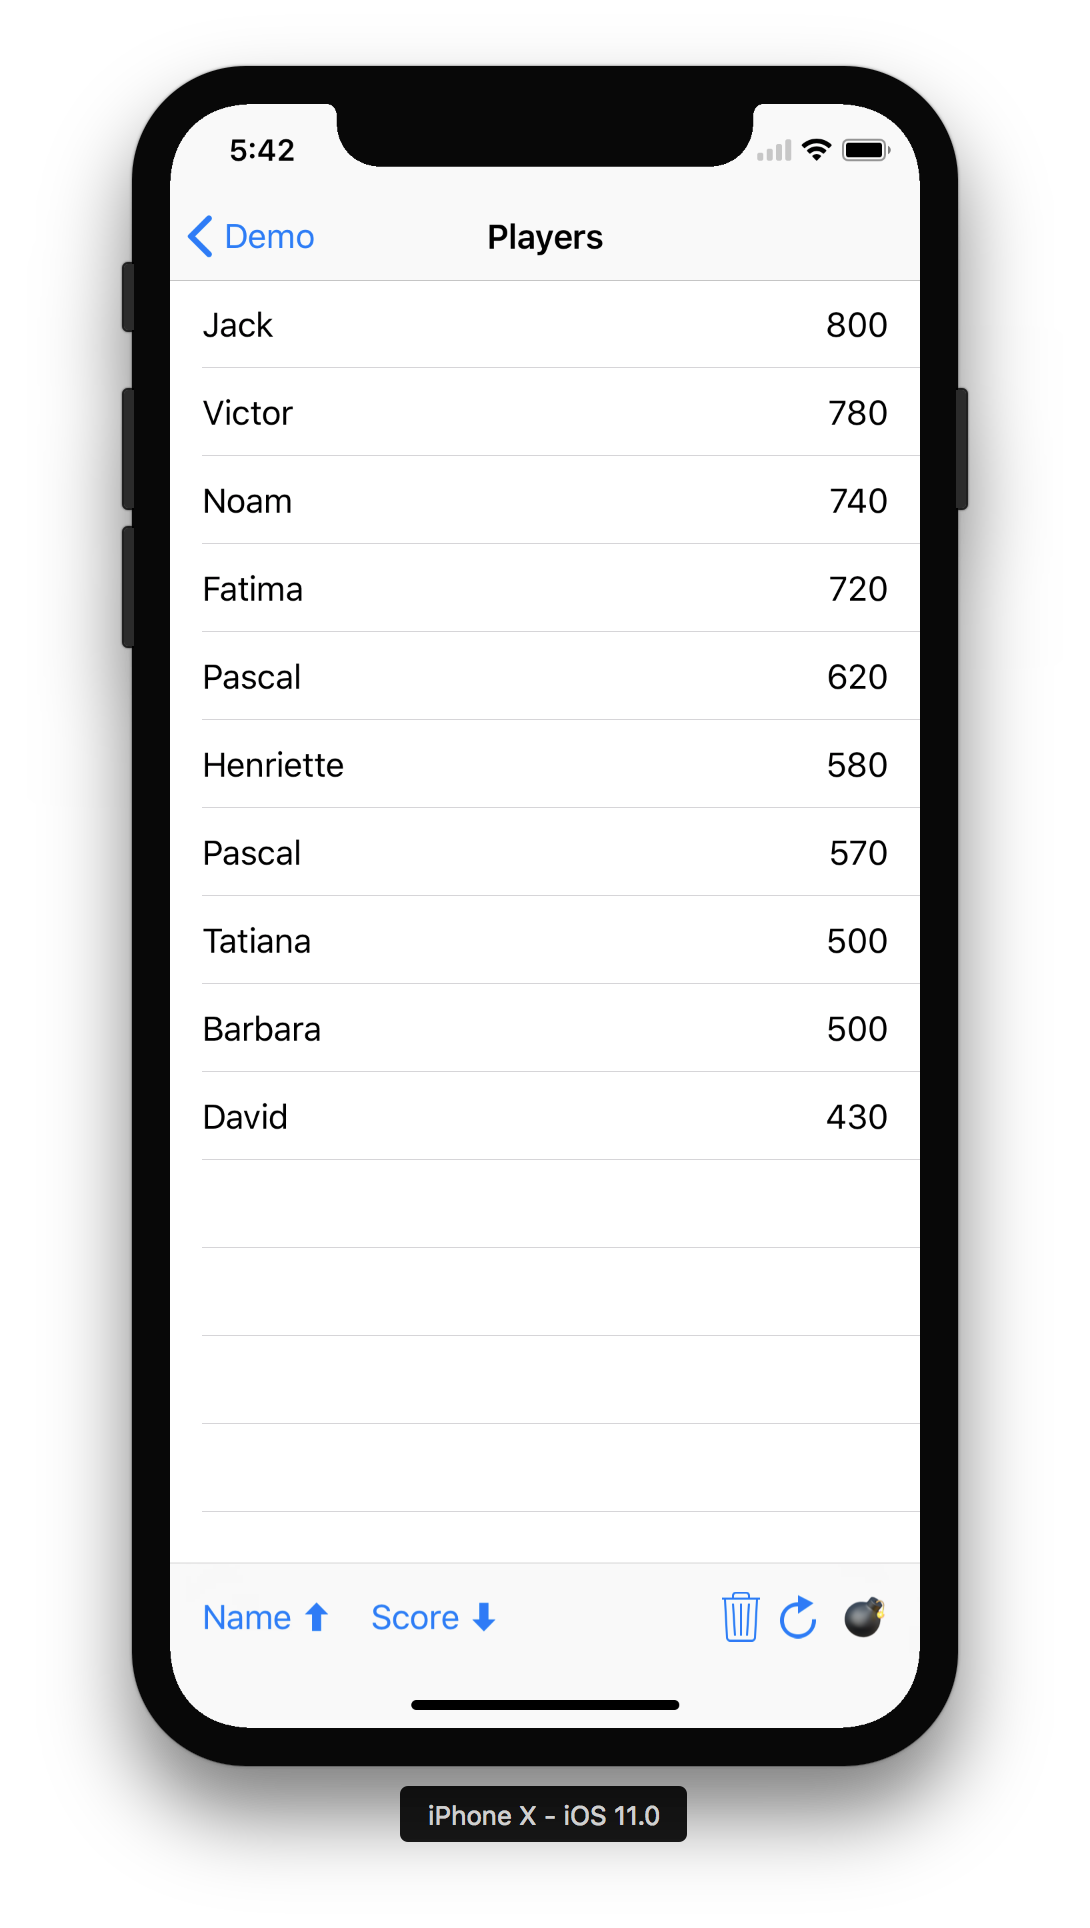 5:42
Demo Players
Jack 800
Victor 780
Noam 740
Fatima 720
Pascal 620
Henriette 580
Pascal 570
Tatiana 500
Barbara 500
David 430
Name ⬆ Score ⬇
iPhone X - iOS 11.0